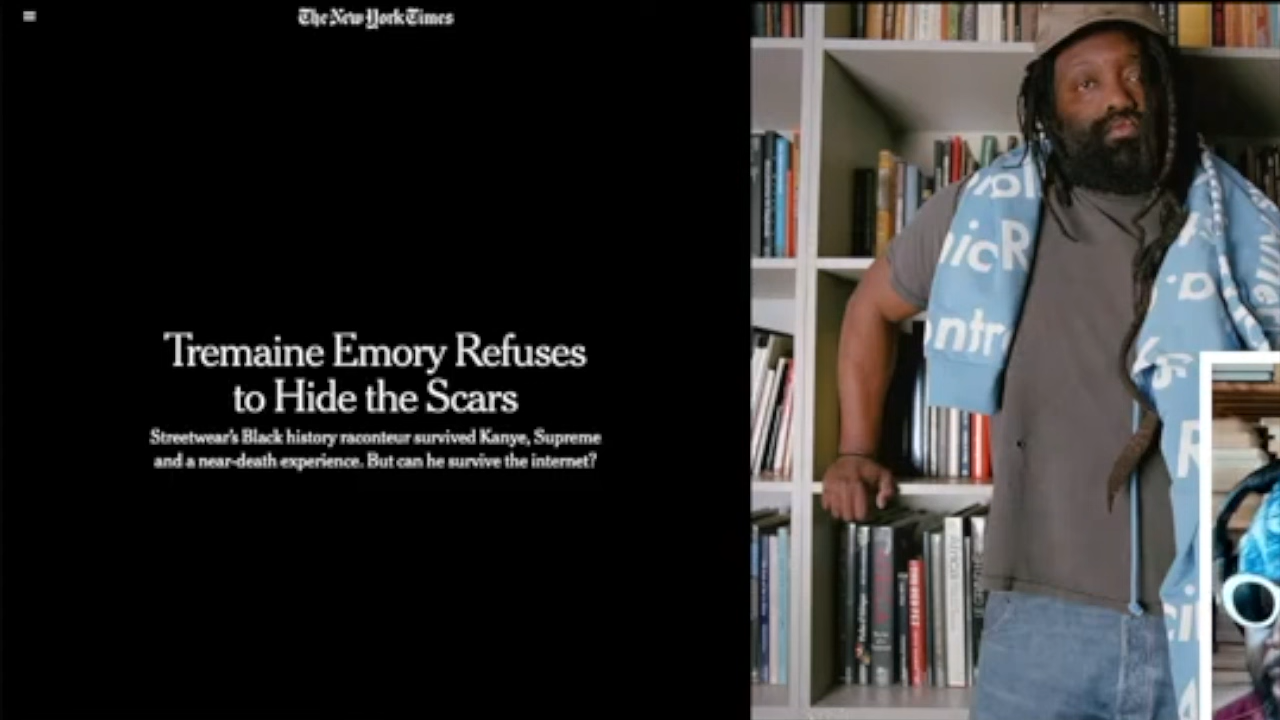 The New York Times
Tremaine Emory Refuses
to Hide the Scars
Streetwear's Black history raconteur survived Kanye, Supreme
and a near-death experience. But can he survive the internet?